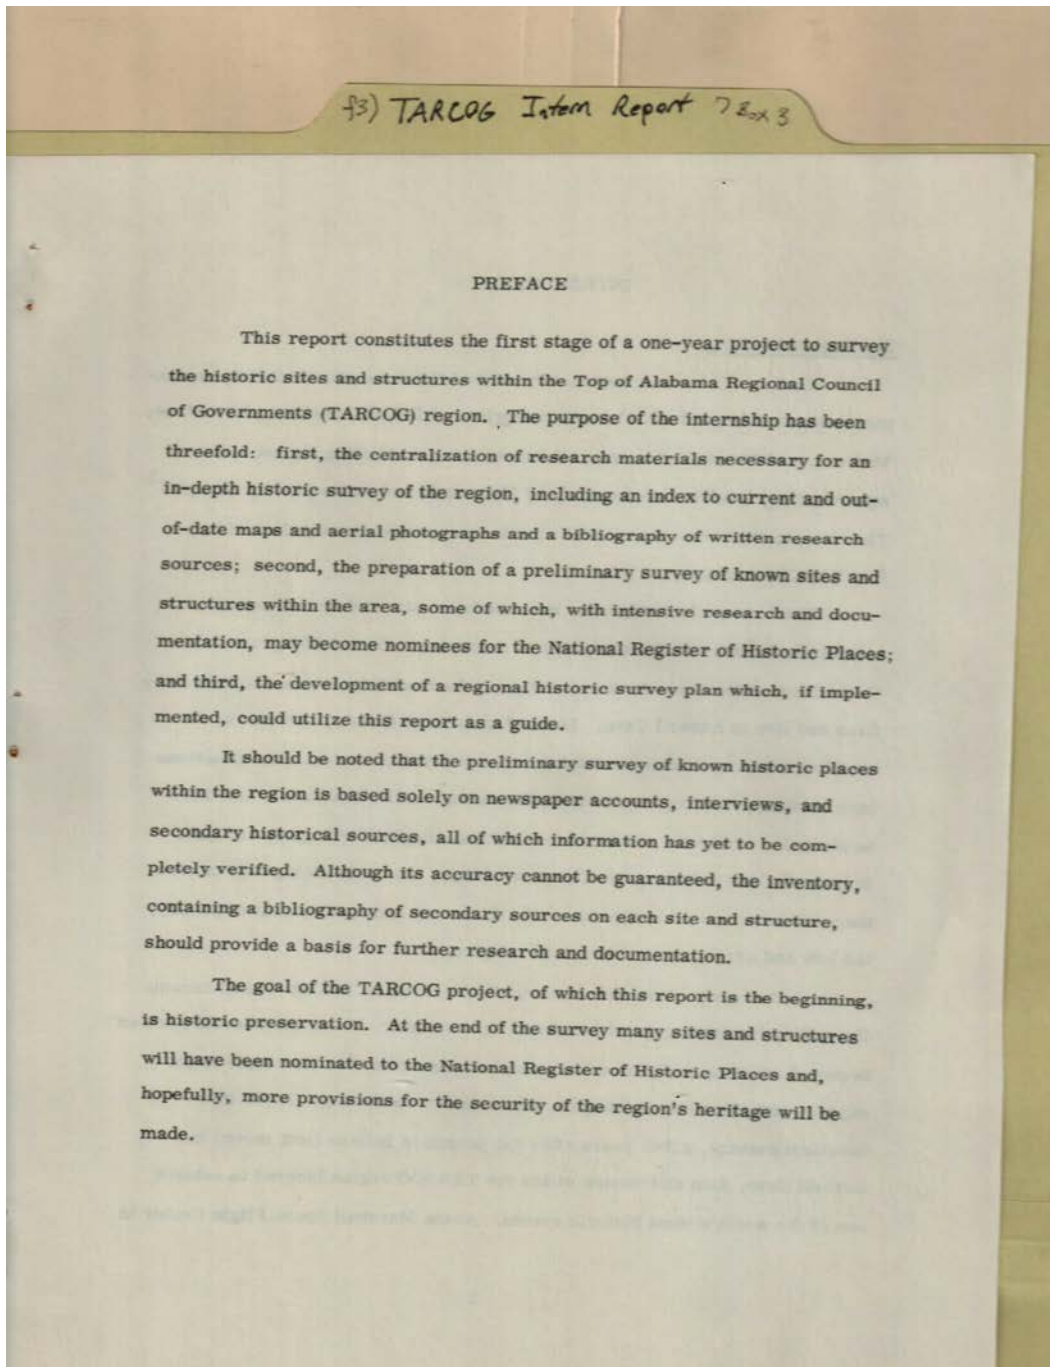 f3) TARCOG Intern Report 7 Box 3
PREFACE
This report constitutes the first stage of a one-year project to survey
the historic sites and structures within the Top of Alabama Regional Council
of Governments (TARCOG) region. The purpose of the internship has been
threefold: first, the centralization of research materials necessary for an
in-depth historic survey of the region, including an index to current and out-
of-date maps and aerial photographs and a bibliography of written research
sources; second, the preparation of a preliminary survey of known sites and
structures within the area, some of which, with intensive research and docu-
mentation, may become nominees for the National Register of Historic Places;
and third, the development of a regional historic survey plan which, if imple-
mented, could utilize this report as a guide.
It should be noted that the preliminary survey of known historic places
within the region is based solely on newspaper accounts, interviews, and
secondary historical sources, all of which information has yet to be com-
pletely verified. Although its accuracy cannot be guaranteed, the inventory,
containing a bibliography of secondary sources on each site and structure,
should provide a basis for further research and documentation.
The goal of the TARCOG project, of which this report is the beginning,
is historic preservation. At the end of the survey many sites and structures
will have been nominated to the National Register of Historic Places and,
hopefully, more provisions for the security of the region's heritage will be
made.